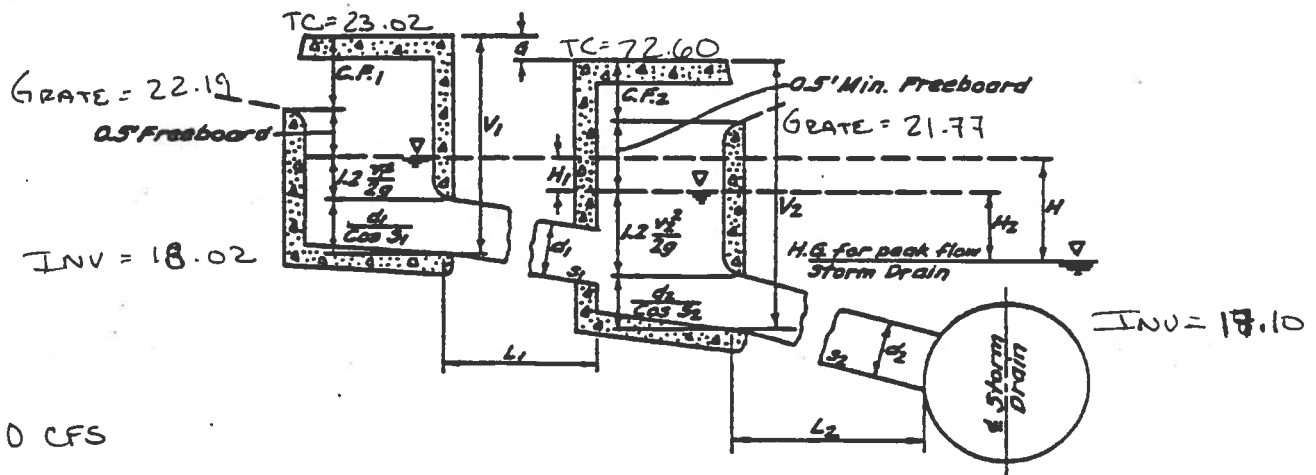 TC=23.02
TC=22.60
GRATE = 22.19
C.F.1
a
C.F.2
0.5' Min. Freeboard
0.5' Freeboard
GRATE = 21.77
V1
H1
1.2 v²/2g
1.2 v2²/2g
V2
H
H2
d1/Cos S1
d1
S1
H.G. for peak flow
Storm Drain
INV = 18.02
d2/Cos S2
S2
d2
INV = 17.10
L1
L2
℄ Storm
Drain
0 CFS